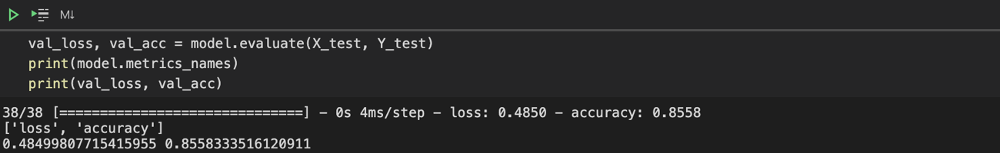 M↓
val_loss, val_acc = model.evaluate(X_test, Y_test)
print(model.metrics_names)
print(val_loss, val_acc)
38/38 [==============================] - 0s 4ms/step - loss: 0.4850 - accuracy: 0.8558
['loss', 'accuracy']
0.48499807715415955 0.8558333516120911